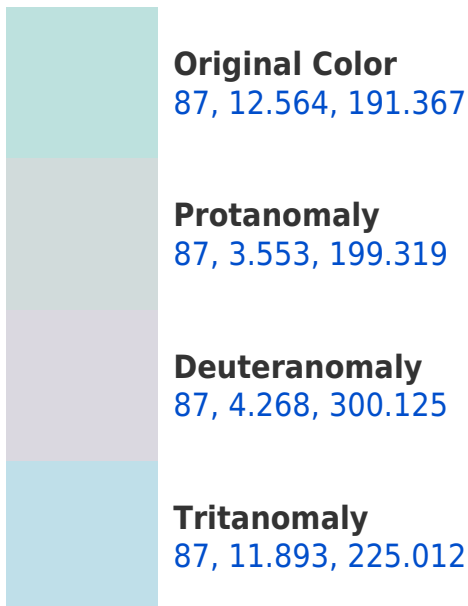 Original Color
87, 12.564, 191.367
Protanomaly
87, 3.553, 199.319
Deuteranomaly
87, 4.268, 300.125
Tritanomaly
87, 11.893, 225.012